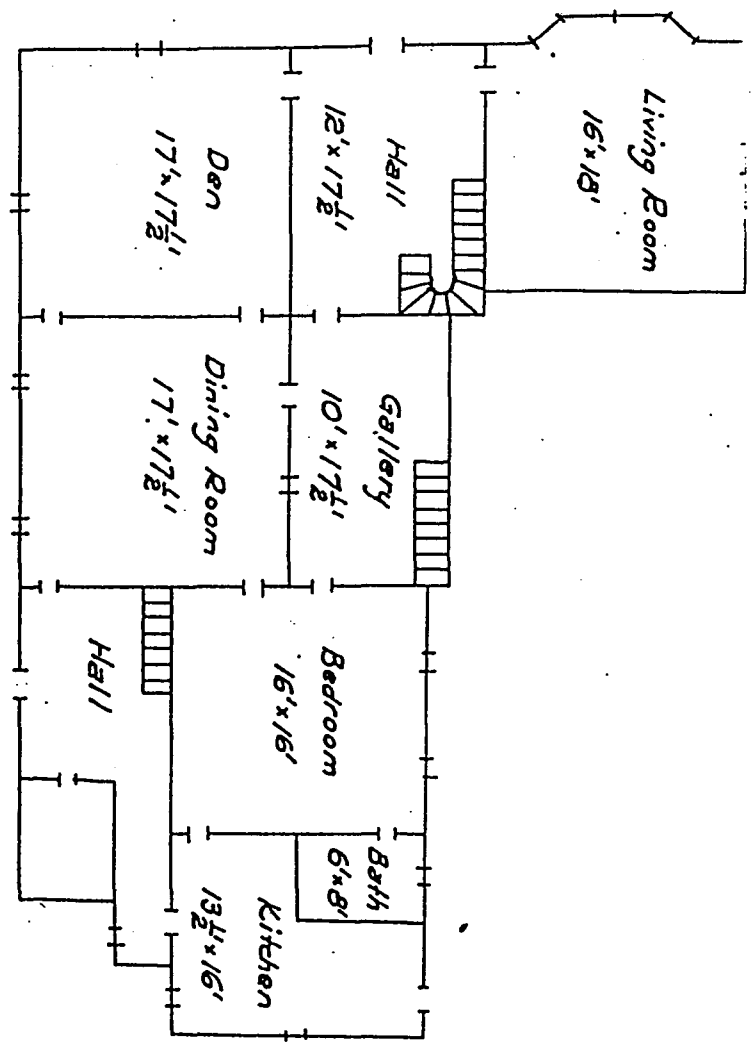 Living Room
16'x18'
Hall
12'x17½'
Den
17'x17½'
Gallery
10'x17½'
Dining Room
17'x17½'
Hall
Bedroom
16'x16'
Bath
6'x8'
Kitchen
13½'x16'